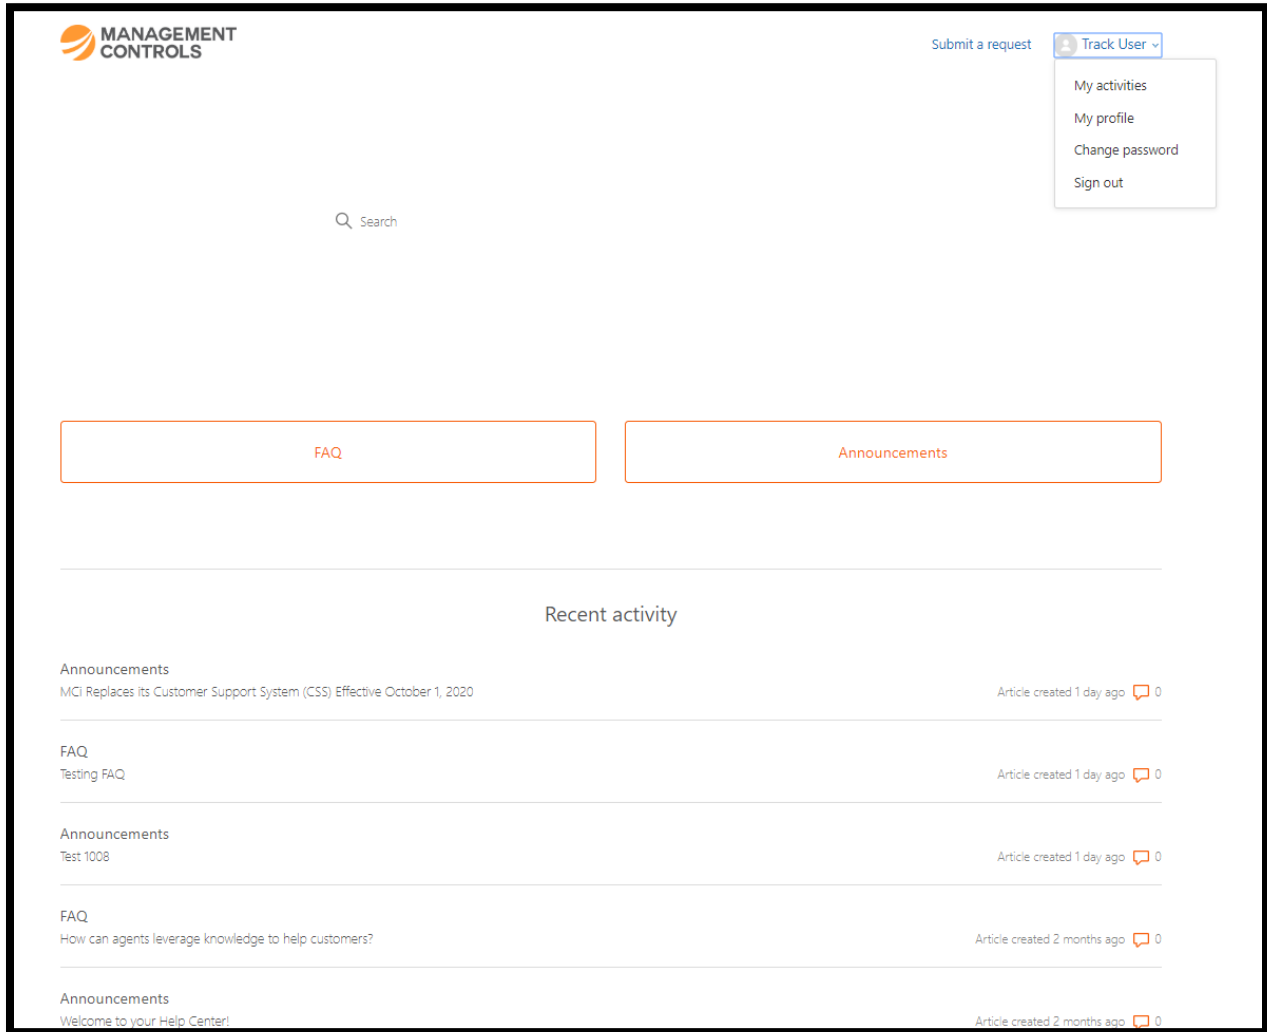 MANAGEMENT
CONTROLS
Submit a request
Track User
My activities
My profile
Change password
Sign out
Search
FAQ
Announcements
Recent activity
Announcements
MCi Replaces its Customer Support System (CSS) Effective October 1, 2020
Article created 1 day ago 0
FAQ
Testing FAQ
Article created 1 day ago 0
Announcements
Test 1008
Article created 1 day ago 0
FAQ
How can agents leverage knowledge to help customers?
Article created 2 months ago 0
Announcements
Welcome to your Help Center!
Article created 2 months ago 0